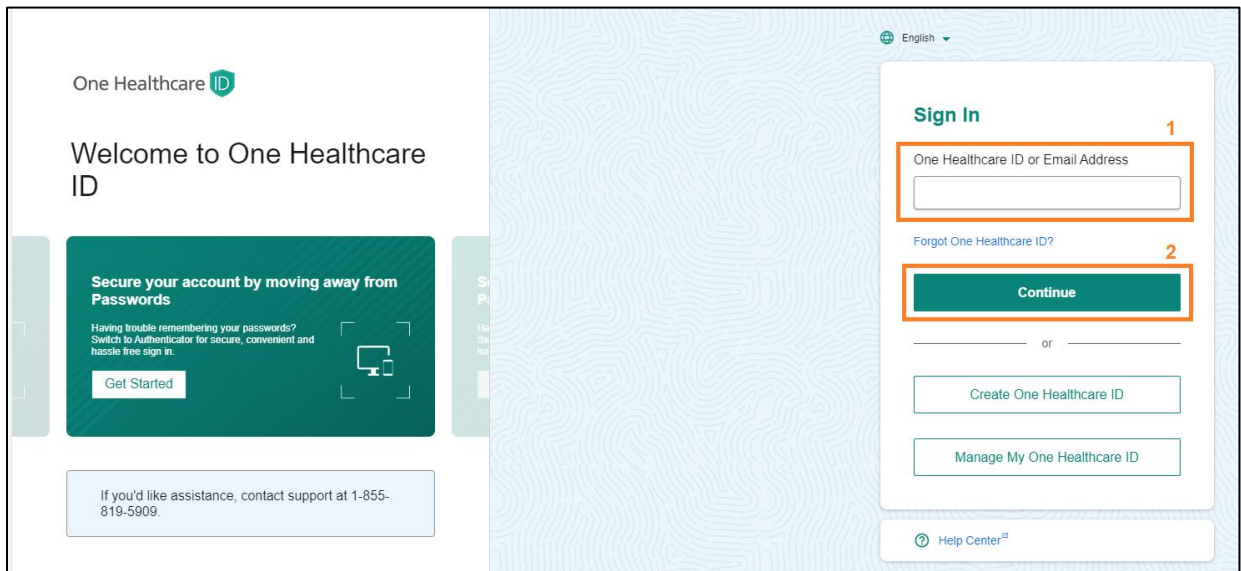 One Healthcare ID
Welcome to One Healthcare
ID
Secure your account by moving away from
Passwords
Having trouble remembering your passwords?
Switch to Authenticator for secure, convenient and
hassle free sign in.
Get Started
If you'd like assistance, contact support at 1-855-
819-5909.
English
Sign In
1
One Healthcare ID or Email Address
Forgot One Healthcare ID?
2
Continue
or
Create One Healthcare ID
Manage My One Healthcare ID
Help Center